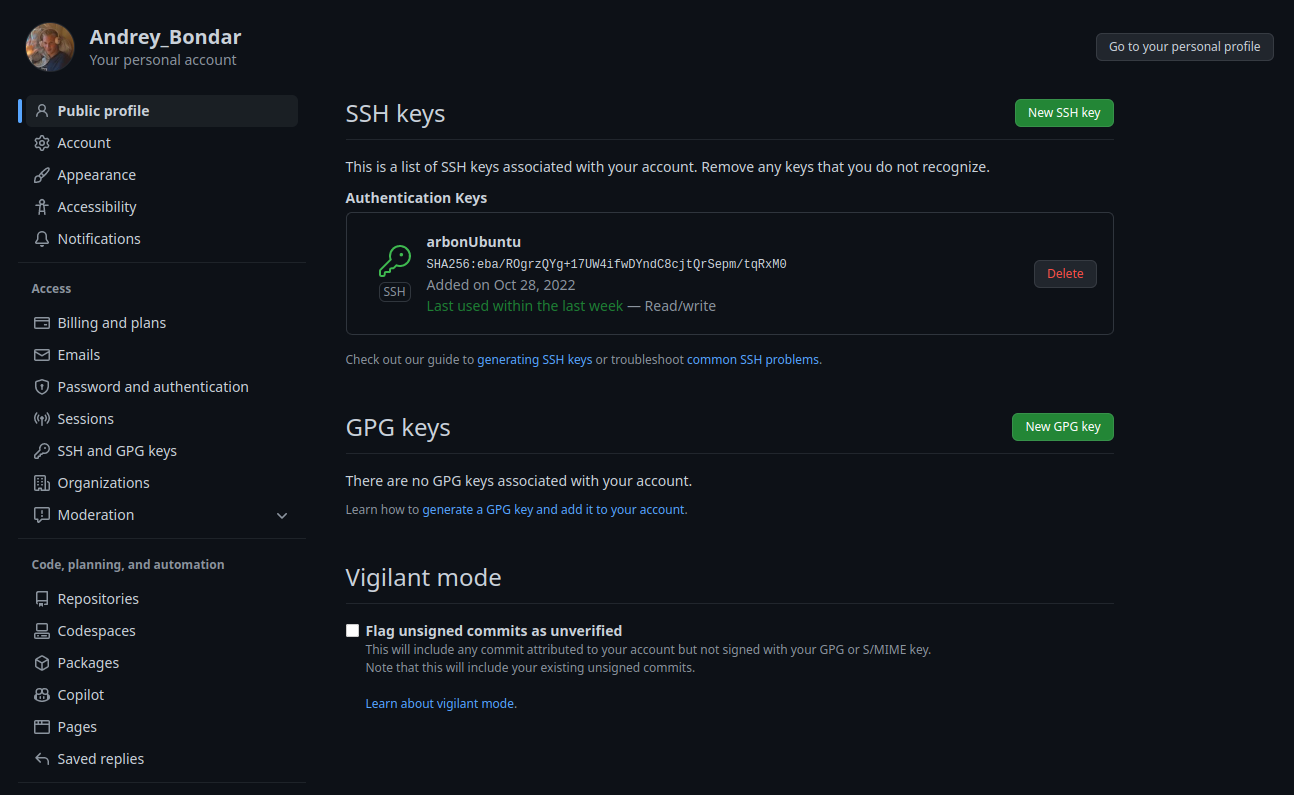 Andrey_Bondar
Your personal account
Go to your personal profile
Public profile
Account
Appearance
Accessibility
Notifications
Access
Billing and plans
Emails
Password and authentication
Sessions
SSH and GPG keys
Organizations
Moderation
Code, planning, and automation
Repositories
Codespaces
Packages
Copilot
Pages
Saved replies
SSH keys
New SSH key
This is a list of SSH keys associated with your account. Remove any keys that you do not recognize.
Authentication Keys
arbonUbuntu
SHA256:eba/ROgrzQYg+17UW4ifwDYndC8cjtQrSepm/tqRxM0
SSH
Added on Oct 28, 2022
Last used within the last week — Read/write
Delete
Check out our guide to generating SSH keys or troubleshoot common SSH problems.
GPG keys
New GPG key
There are no GPG keys associated with your account.
Learn how to generate a GPG key and add it to your account.
Vigilant mode
Flag unsigned commits as unverified
This will include any commit attributed to your account but not signed with your GPG or S/MIME key.
Note that this will include your existing unsigned commits.
Learn about vigilant mode.